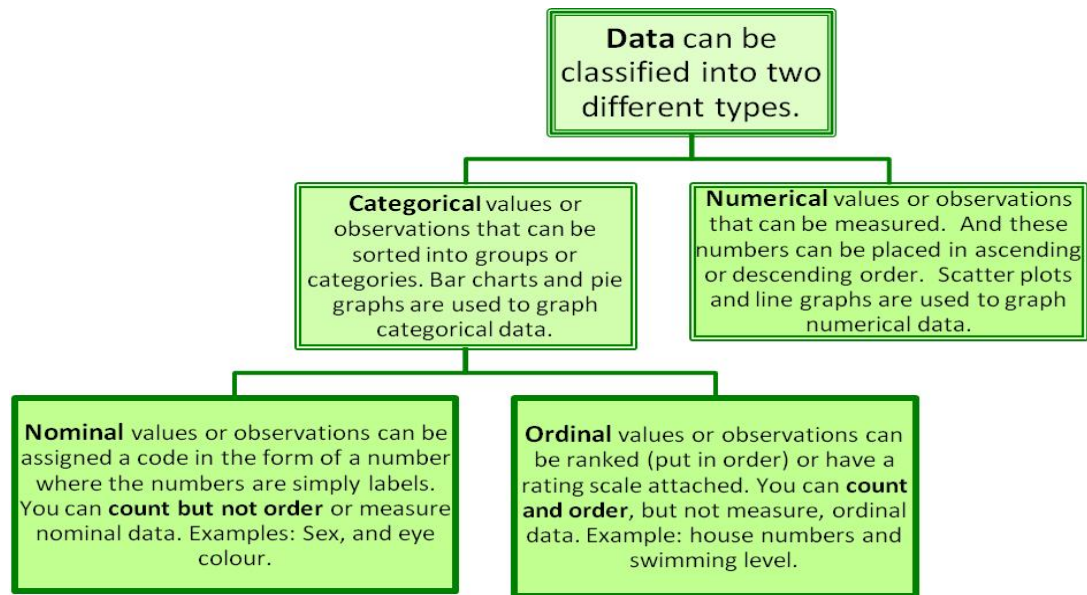 Data can be
classified into two
different types.
Categorical values or
observations that can be
sorted into groups or
categories. Bar charts and pie
graphs are used to graph
categorical data.
Numerical values or observations
that can be measured.  And these
numbers can be placed in ascending
or descending order.  Scatter plots
and line graphs are used to graph
numerical data.
Nominal values or observations can be
assigned a code in the form of a number
where the numbers are simply labels.
You can count but not order or measure
nominal data. Examples: Sex, and eye
colour.
Ordinal values or observations can
be ranked (put in order) or have a
rating scale attached. You can count
and order, but not measure, ordinal
data. Example: house numbers and
swimming level.